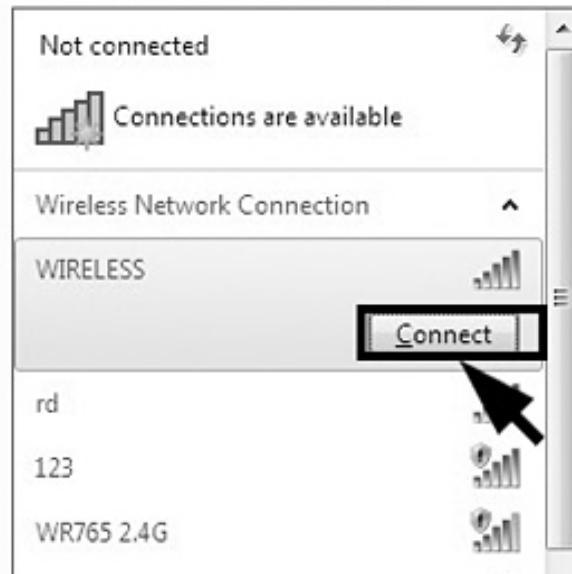 Not connected
Connections are available
Wireless Network Connection
WIRELESS
Connect
rd
123
WR765 2.4G